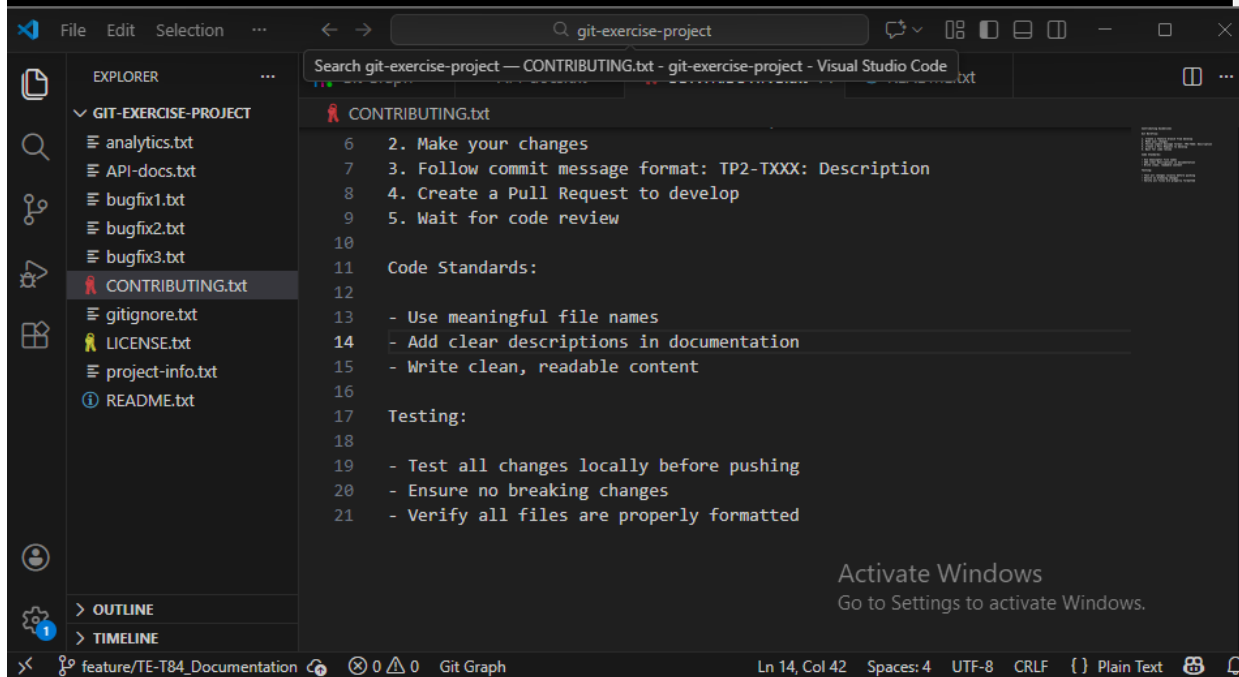 File Edit Selection ··· git-exercise-project
Search git-exercise-project — CONTRIBUTING.txt - git-exercise-project - Visual Studio Code
EXPLORER ···
GIT-EXERCISE-PROJECT
analytics.txt
API-docs.txt
bugfix1.txt
bugfix2.txt
bugfix3.txt
CONTRIBUTING.txt
gitignore.txt
LICENSE.txt
project-info.txt
README.txt
OUTLINE
TIMELINE
CONTRIBUTING.txt
6 2. Make your changes
7 3. Follow commit message format: TP2-TXXX: Description
8 4. Create a Pull Request to develop
9 5. Wait for code review
10
11 Code Standards:
12
13 - Use meaningful file names
14 - Add clear descriptions in documentation
15 - Write clean, readable content
16
17 Testing:
18
19 - Test all changes locally before pushing
20 - Ensure no breaking changes
21 - Verify all files are properly formatted
Activate Windows
Go to Settings to activate Windows.
1
feature/TE-T84_Documentation 0 0 Git Graph Ln 14, Col 42 Spaces: 4 UTF-8 CRLF {} Plain Text